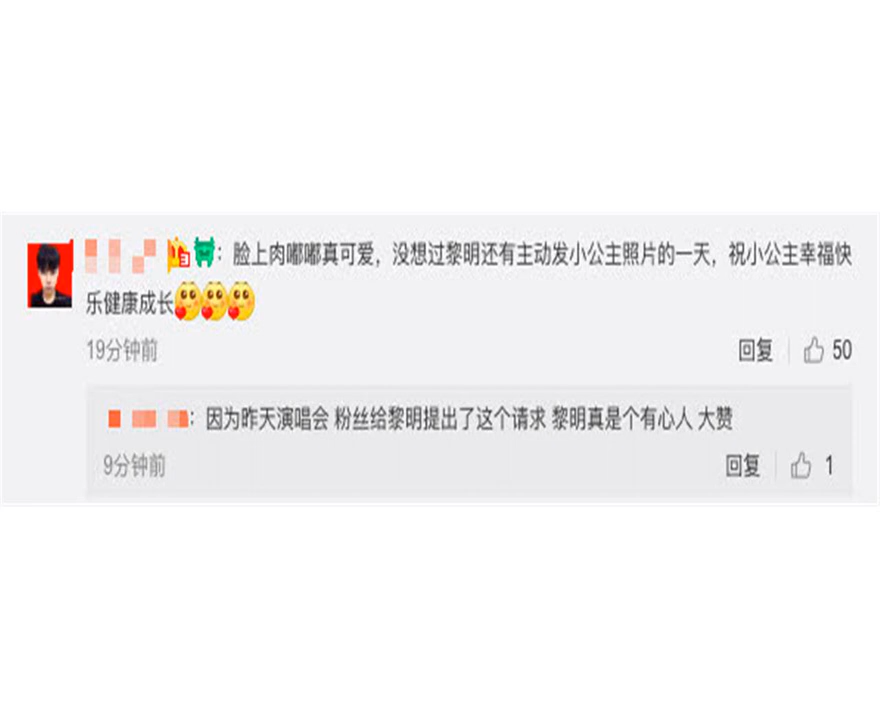 ：脸上肉嘟嘟真可爱，没想过黎明还有主动发小公主照片的一天，祝小公主幸福快
乐健康成长
19分钟前 回复 50
：因为昨天演唱会 粉丝给黎明提出了这个请求 黎明真是个有心人 大赞
9分钟前 回复 1